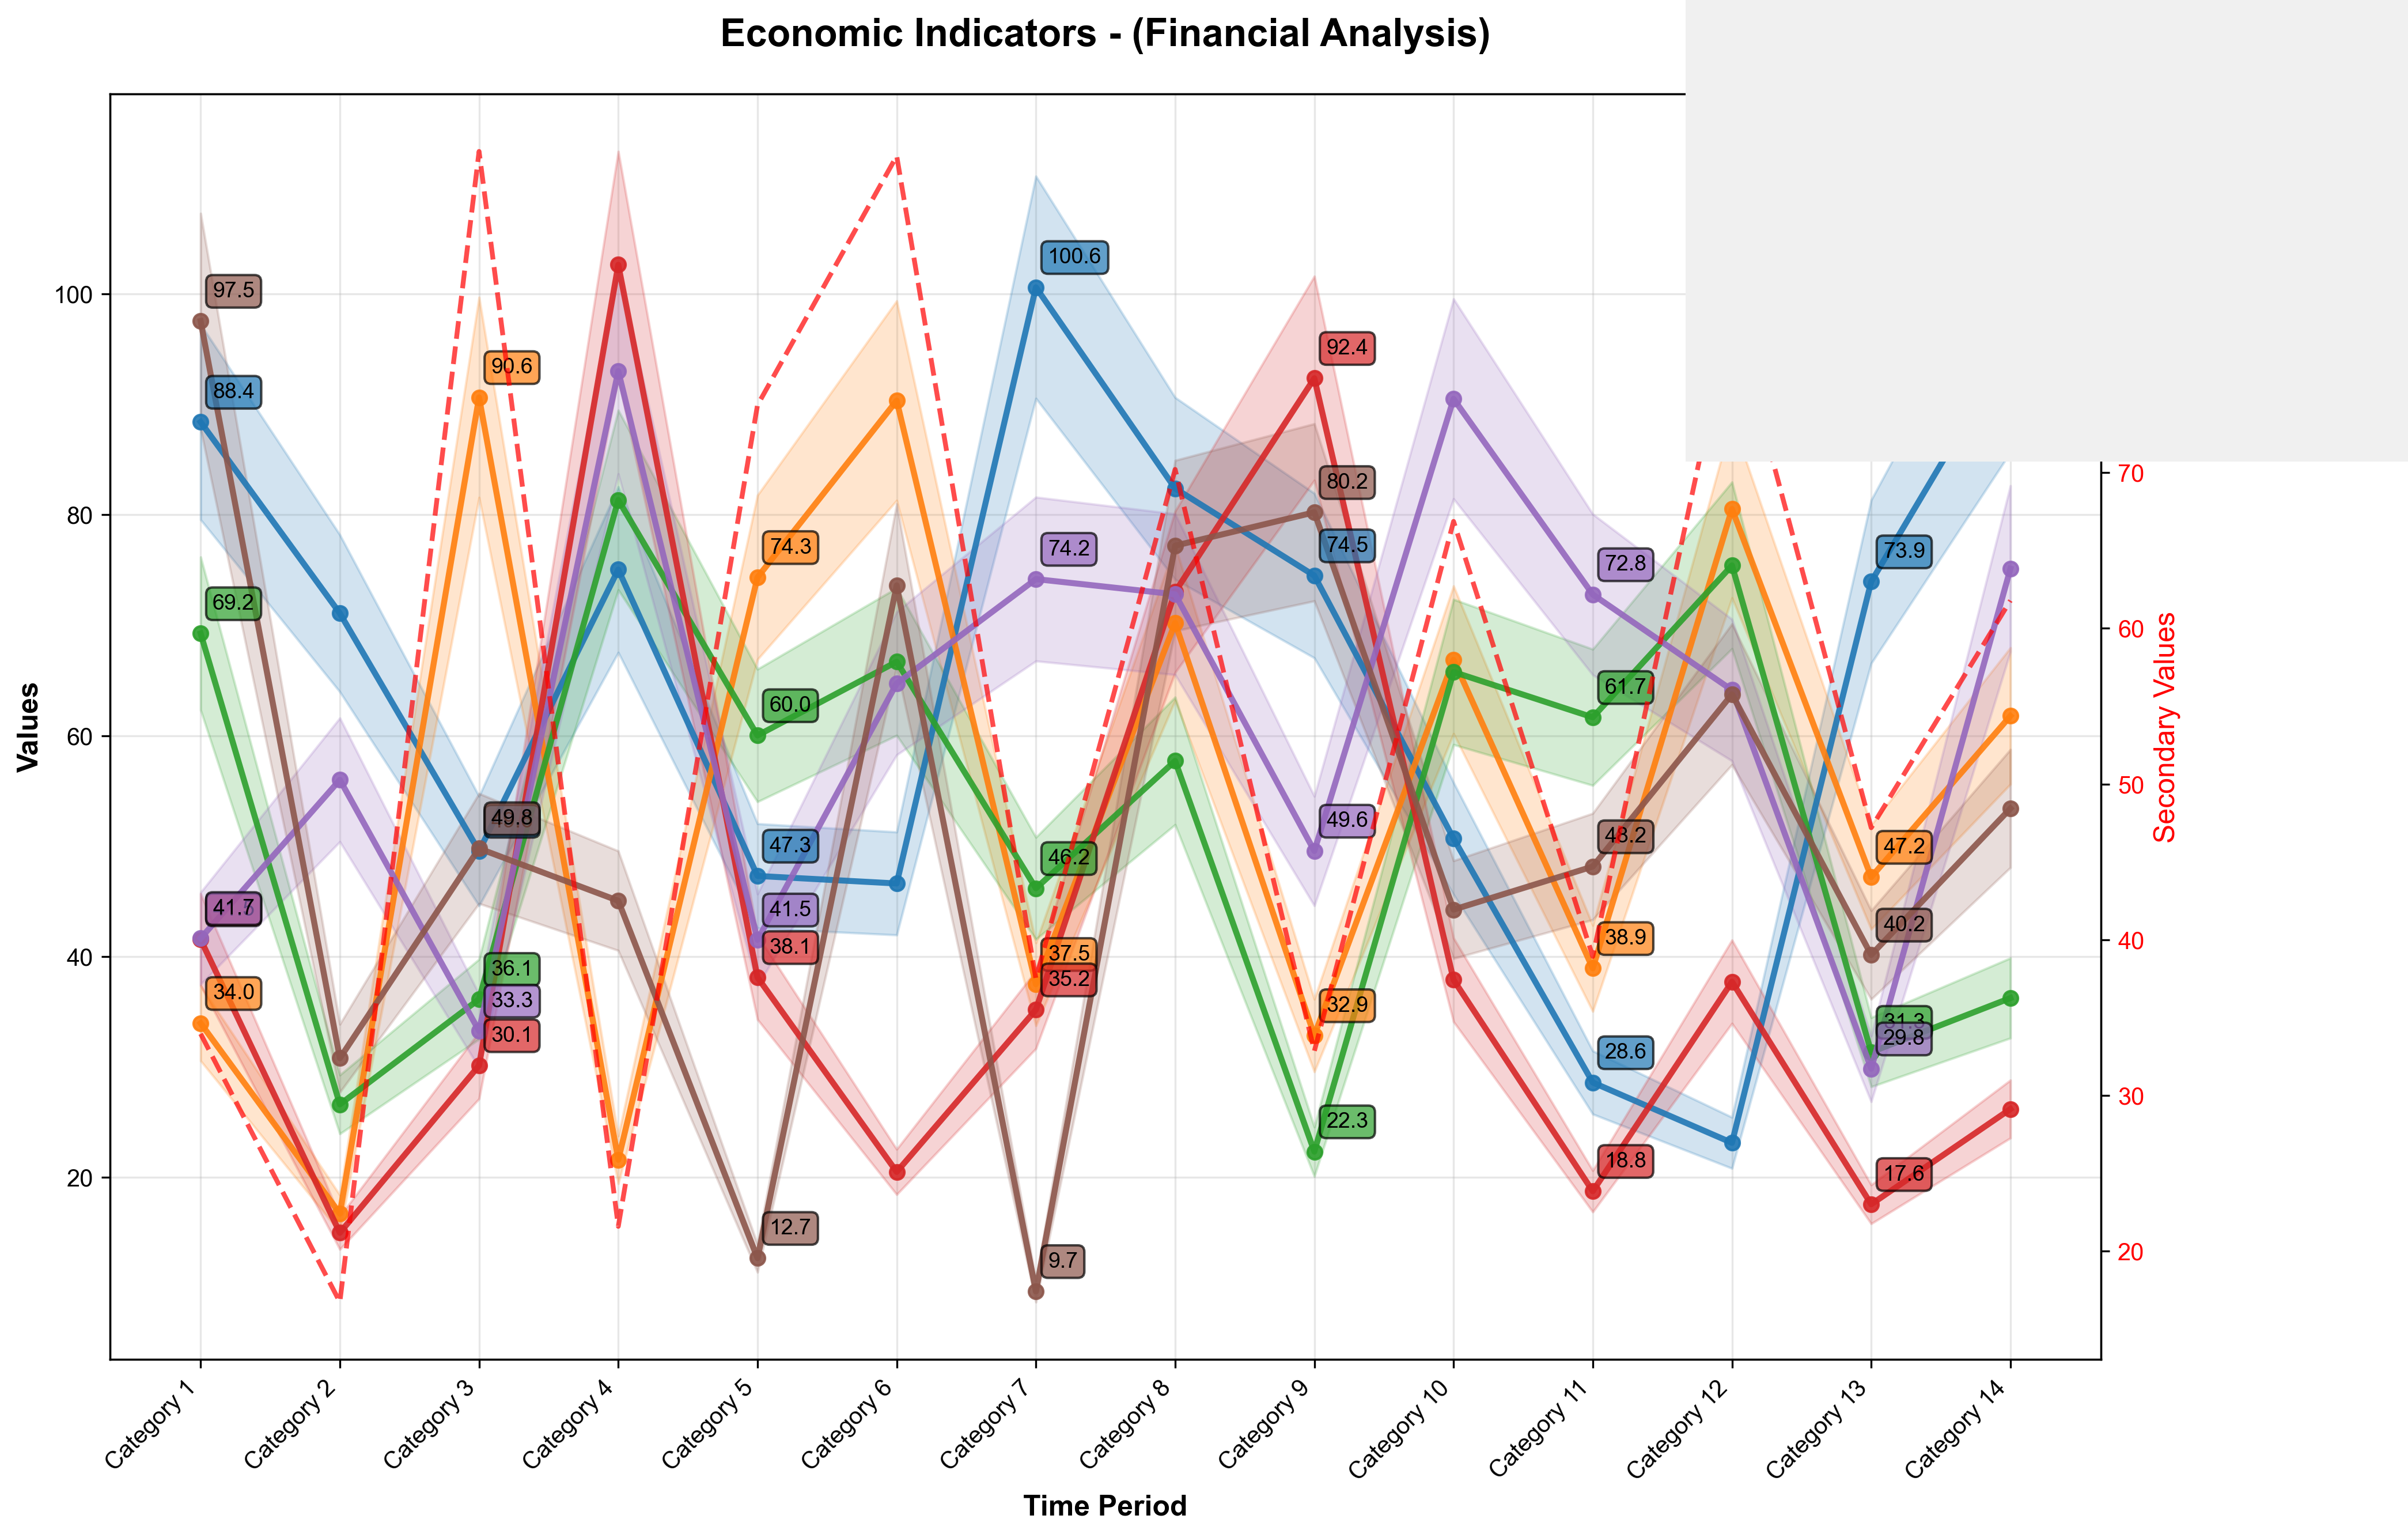 Economic Indicators - (Financial Analysis)
Values
100
80
60
40
20
97.5
88.4
69.2
41.7
34.0
90.6
49.8
36.1
33.3
30.1
74.3
60.0
47.3
41.5
38.1
12.7
100.6
74.2
46.2
37.5
35.2
9.7
92.4
80.2
74.5
49.6
32.9
22.3
72.8
61.7
48.2
38.9
28.6
18.8
73.9
47.2
40.2
31.3
29.8
17.6
70
60
50
40
30
20
Secondary Values
Category 1
Category 2
Category 3
Category 4
Category 5
Category 6
Category 7
Category 8
Category 9
Category 10
Category 11
Category 12
Category 13
Category 14
Time Period